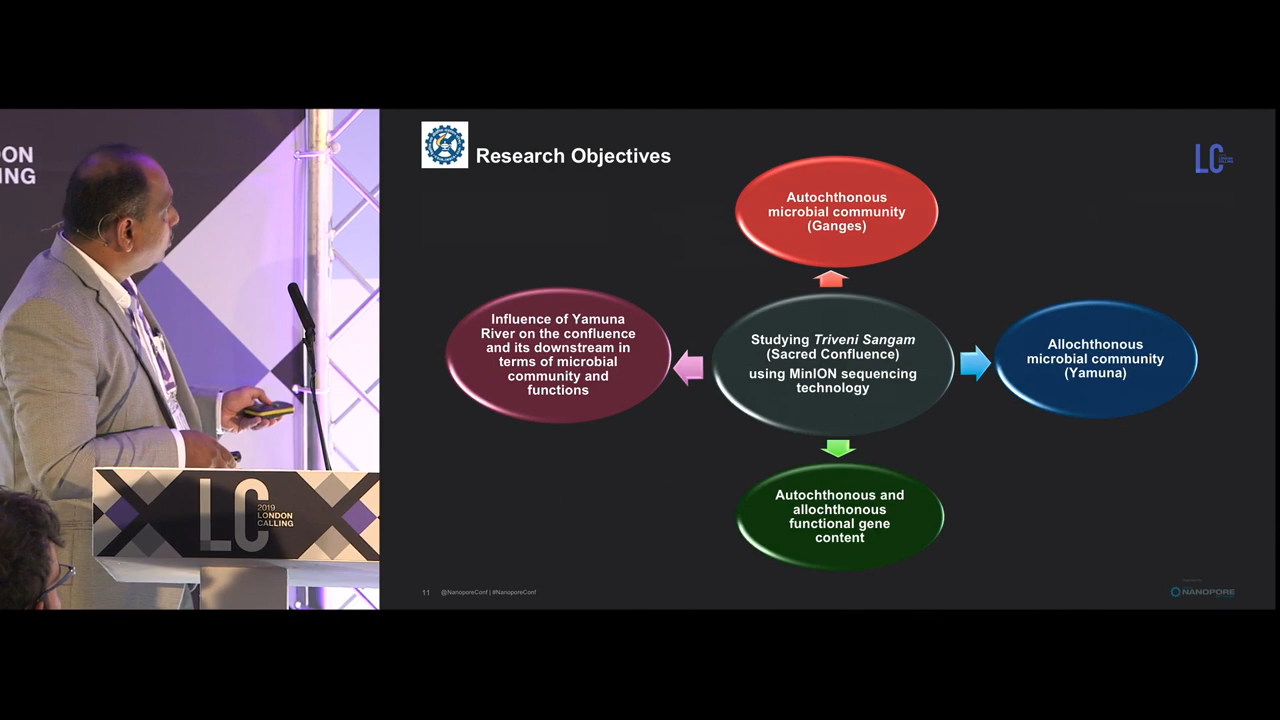 ON
ING
LC
2019
LONDON
CALLING
Research Objectives
LC
LONDON
CALLING
Autochthonous
microbial community
(Ganges)
Influence of Yamuna
River on the confluence
and its downstream in
terms of microbial
community and
functions
Studying Triveni Sangam
(Sacred Confluence)
using MinION sequencing
technology
Allochthonous
microbial community
(Yamuna)
Autochthonous and
allochthonous
functional gene
content
11 @NanoporeConf | #NanoporeConf
NANOPORE